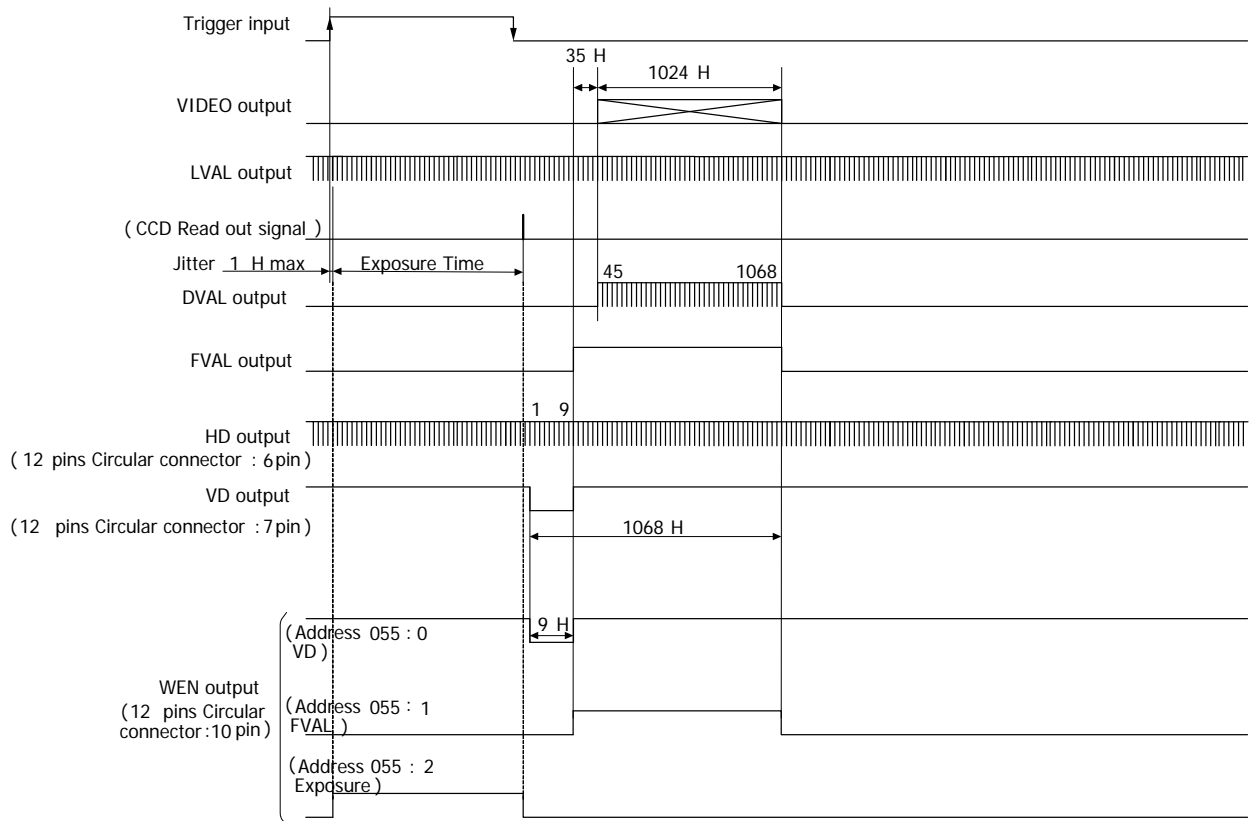 Trigger input
35 H
1024 H
VIDEO output
LVAL output
( CCD Read out signal )
Jitter 1 H max
Exposure Time
45
1068
DVAL output
FVAL output
1 9
HD output
( 12 pins Circular connector : 6pin)
VD output
(12 pins Circular connector : 7pin)
1068 H
9 H
(Address 055 : 0
VD )
WEN output
(12 pins Circular
connector :10 pin)
(Address 055 : 1
FVAL )
(Address 055 : 2
Exposure)